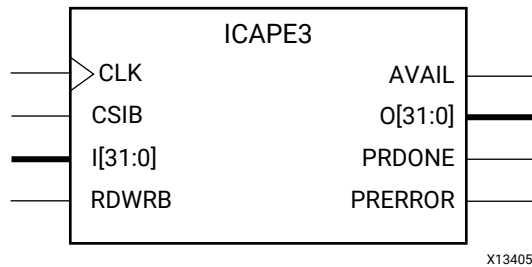 ICAPE3
CLK
AVAIL
CSIB
O[31:0]
I[31:0]
PRDONE
RDWRB
PRERROR
X13405